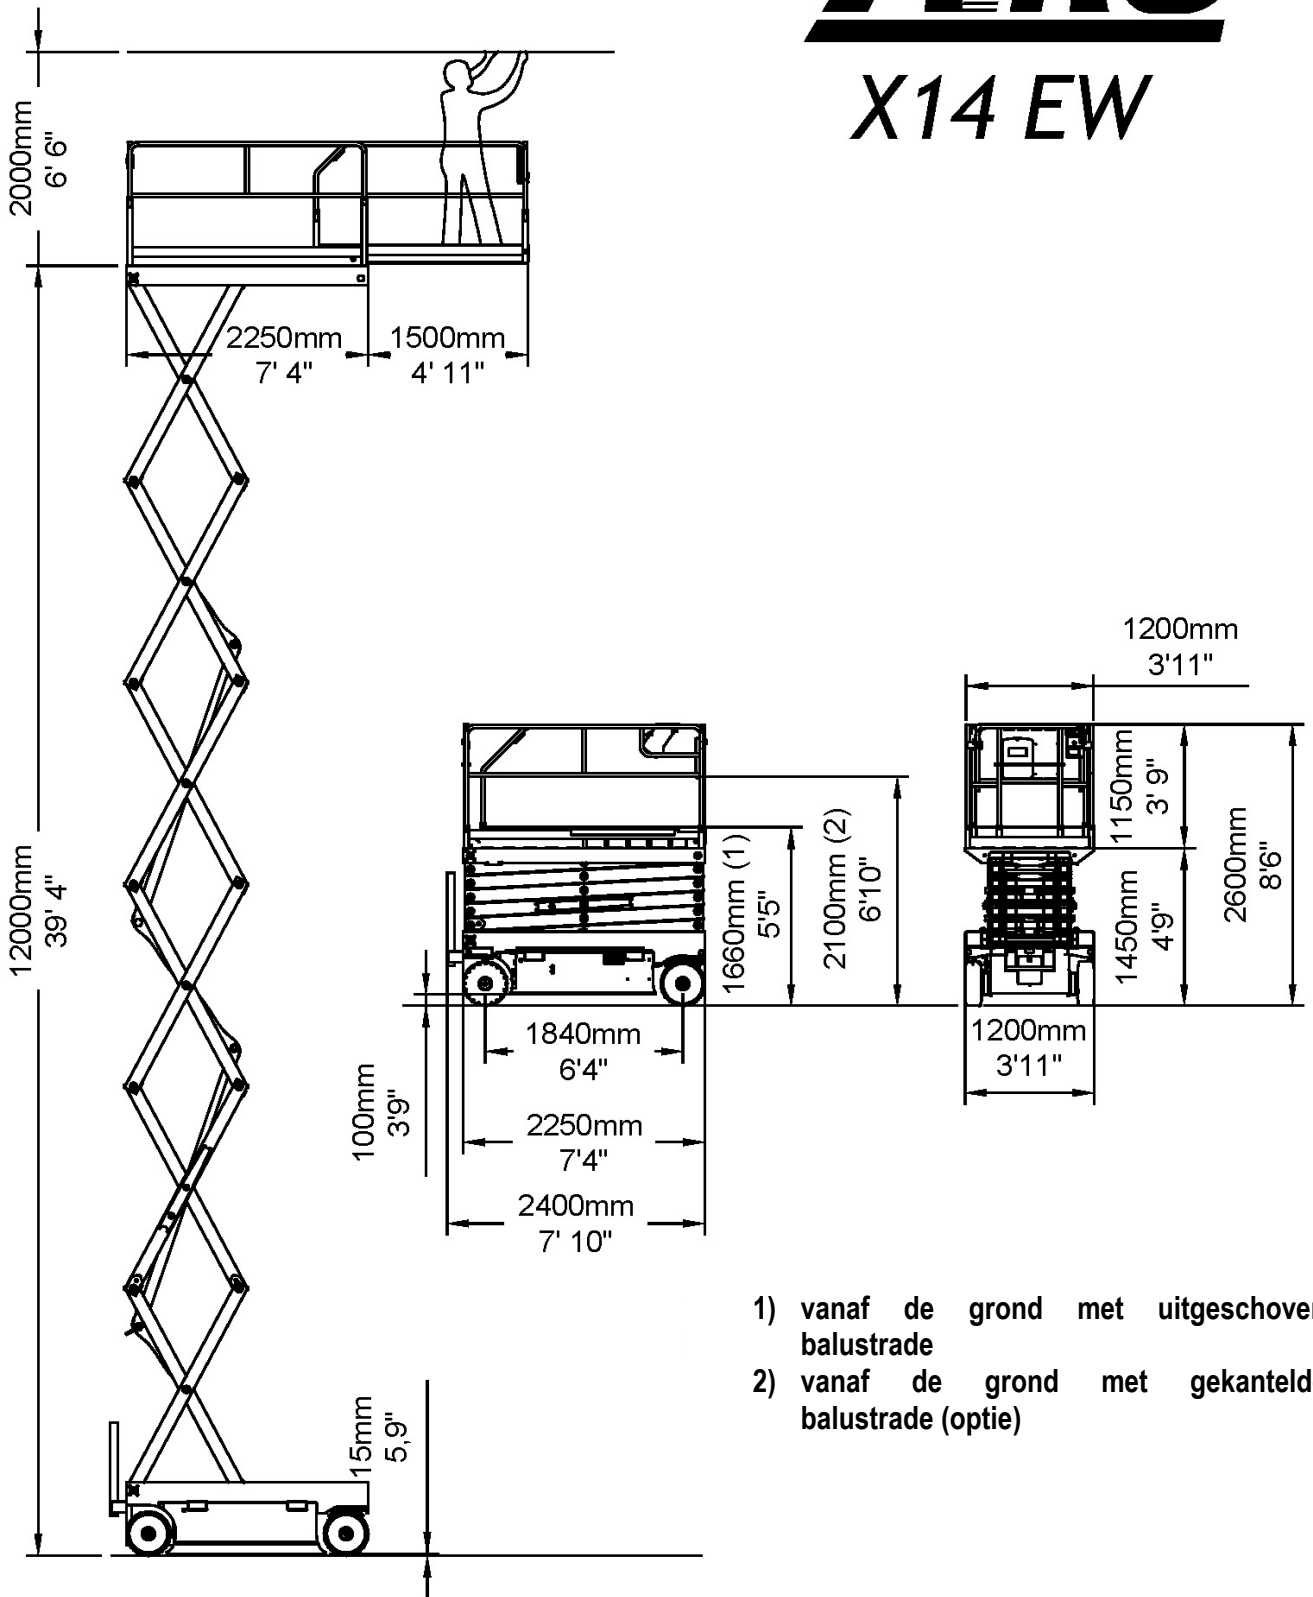 X14 EW
2000mm
6' 6"
2250mm
7' 4"
1500mm
4' 11"
12000mm
39' 4"
1200mm
3'11"
1150mm
3' 9"
2600mm
8'6"
1450mm
4'9"
1660mm (1)
5'5"
2100mm (2)
6'10"
1840mm
6'4"
1200mm
3'11"
100mm
3'9"
2250mm
7'4"
2400mm
7' 10"
1) vanaf de grond met uitgeschoven
balustrade
2) vanaf de grond met gekanteld
balustrade (optie)
15mm
5,9"